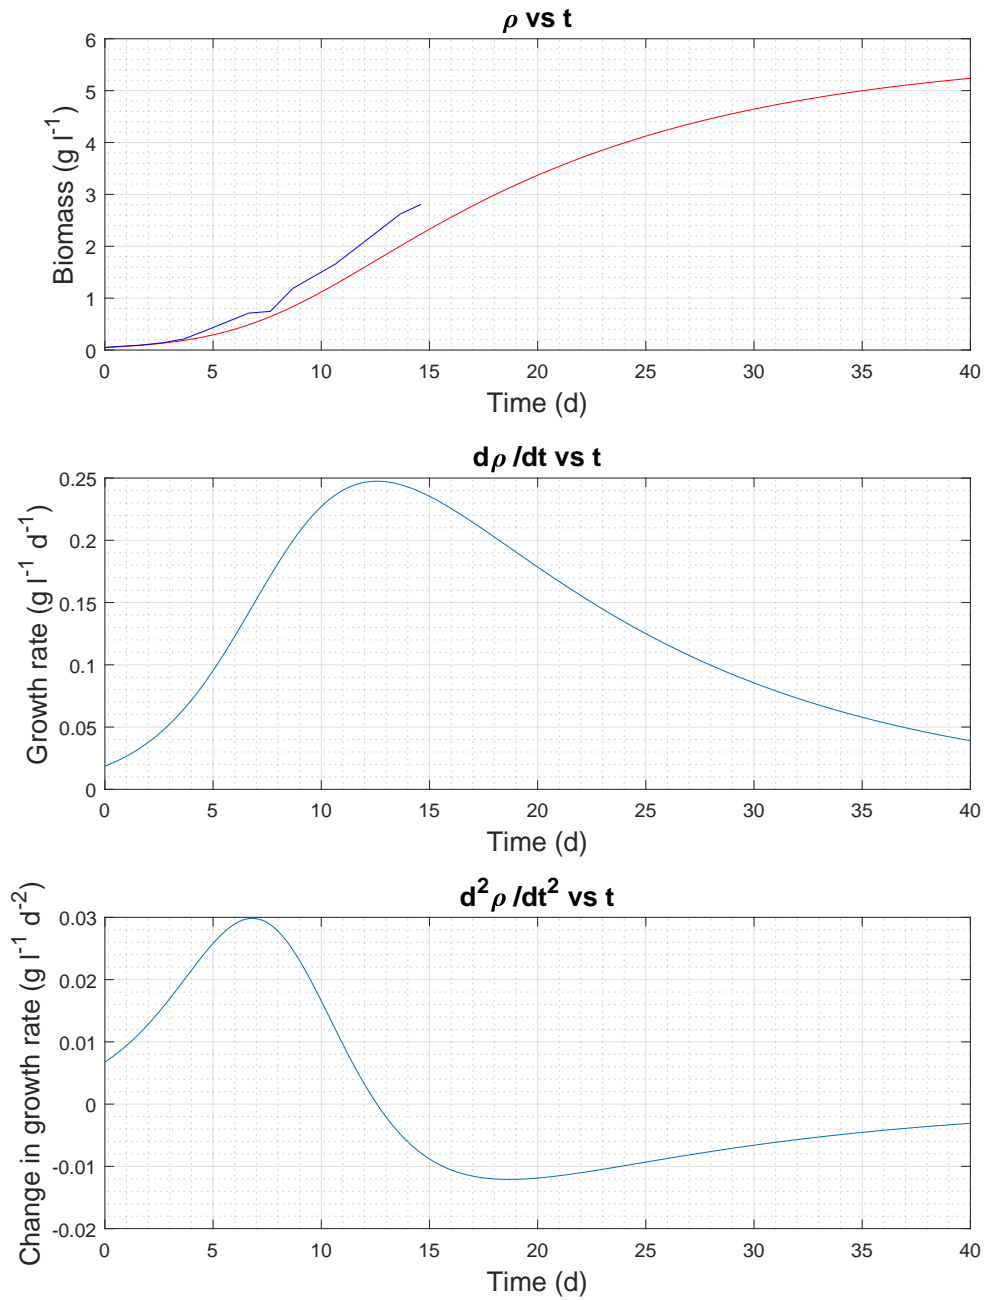 ρ vs t
Biomass (g l⁻¹)
6
5
4
3
2
1
0
0 5 10 15 20 25 30 35 40
Time (d)
dρ /dt vs t
Growth rate (g l⁻¹ d⁻¹)
0.25
0.2
0.15
0.1
0.05
0
0 5 10 15 20 25 30 35 40
Time (d)
d²ρ /dt² vs t
Change in growth rate (g l⁻¹ d⁻²)
0.03
0.02
0.01
0
-0.01
-0.02
0 5 10 15 20 25 30 35 40
Time (d)